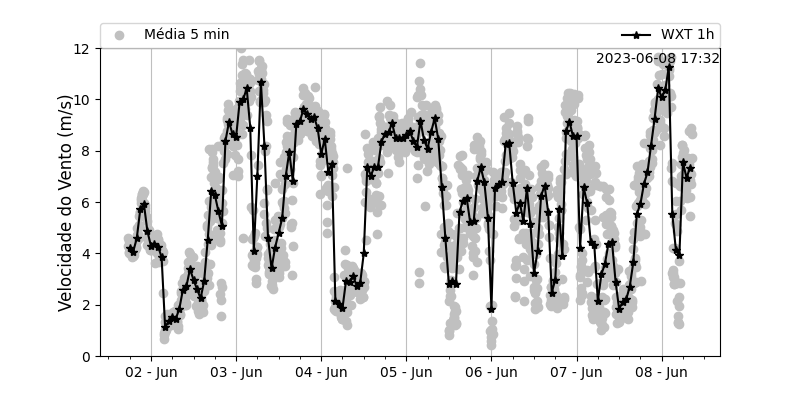 Média 5 min
WXT 1h
2023-06-08 17:32
Velocidade do Vento (m/s)
12
10
8
6
4
2
0
02 - Jun
03 - Jun
04 - Jun
05 - Jun
06 - Jun
07 - Jun
08 - Jun